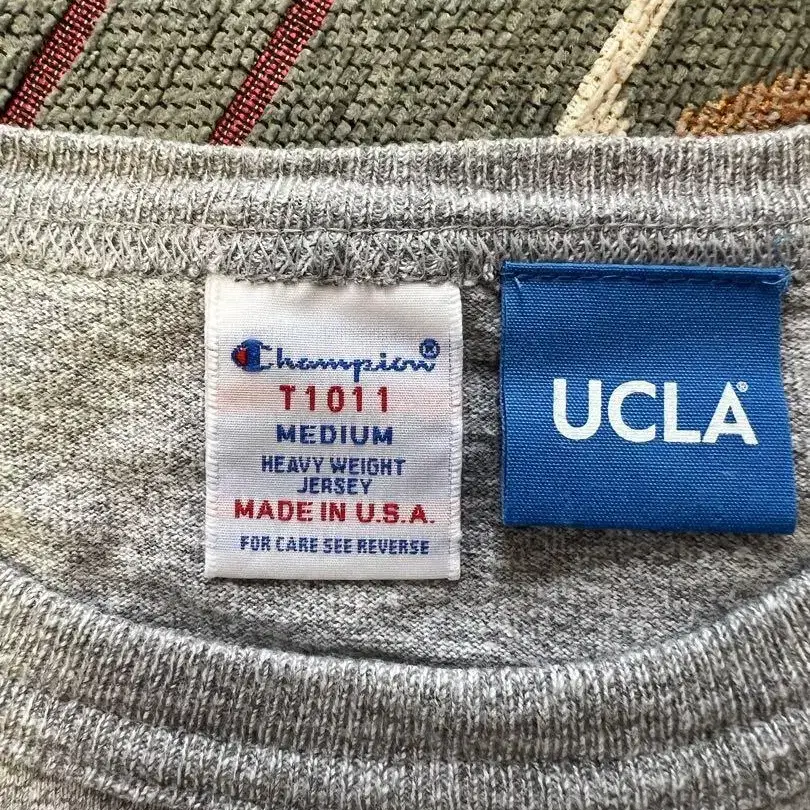 Champion®
T1011
MEDIUM
HEAVY WEIGHT
JERSEY
MADE IN U.S.A.
FOR CARE SEE REVERSE
UCLA®